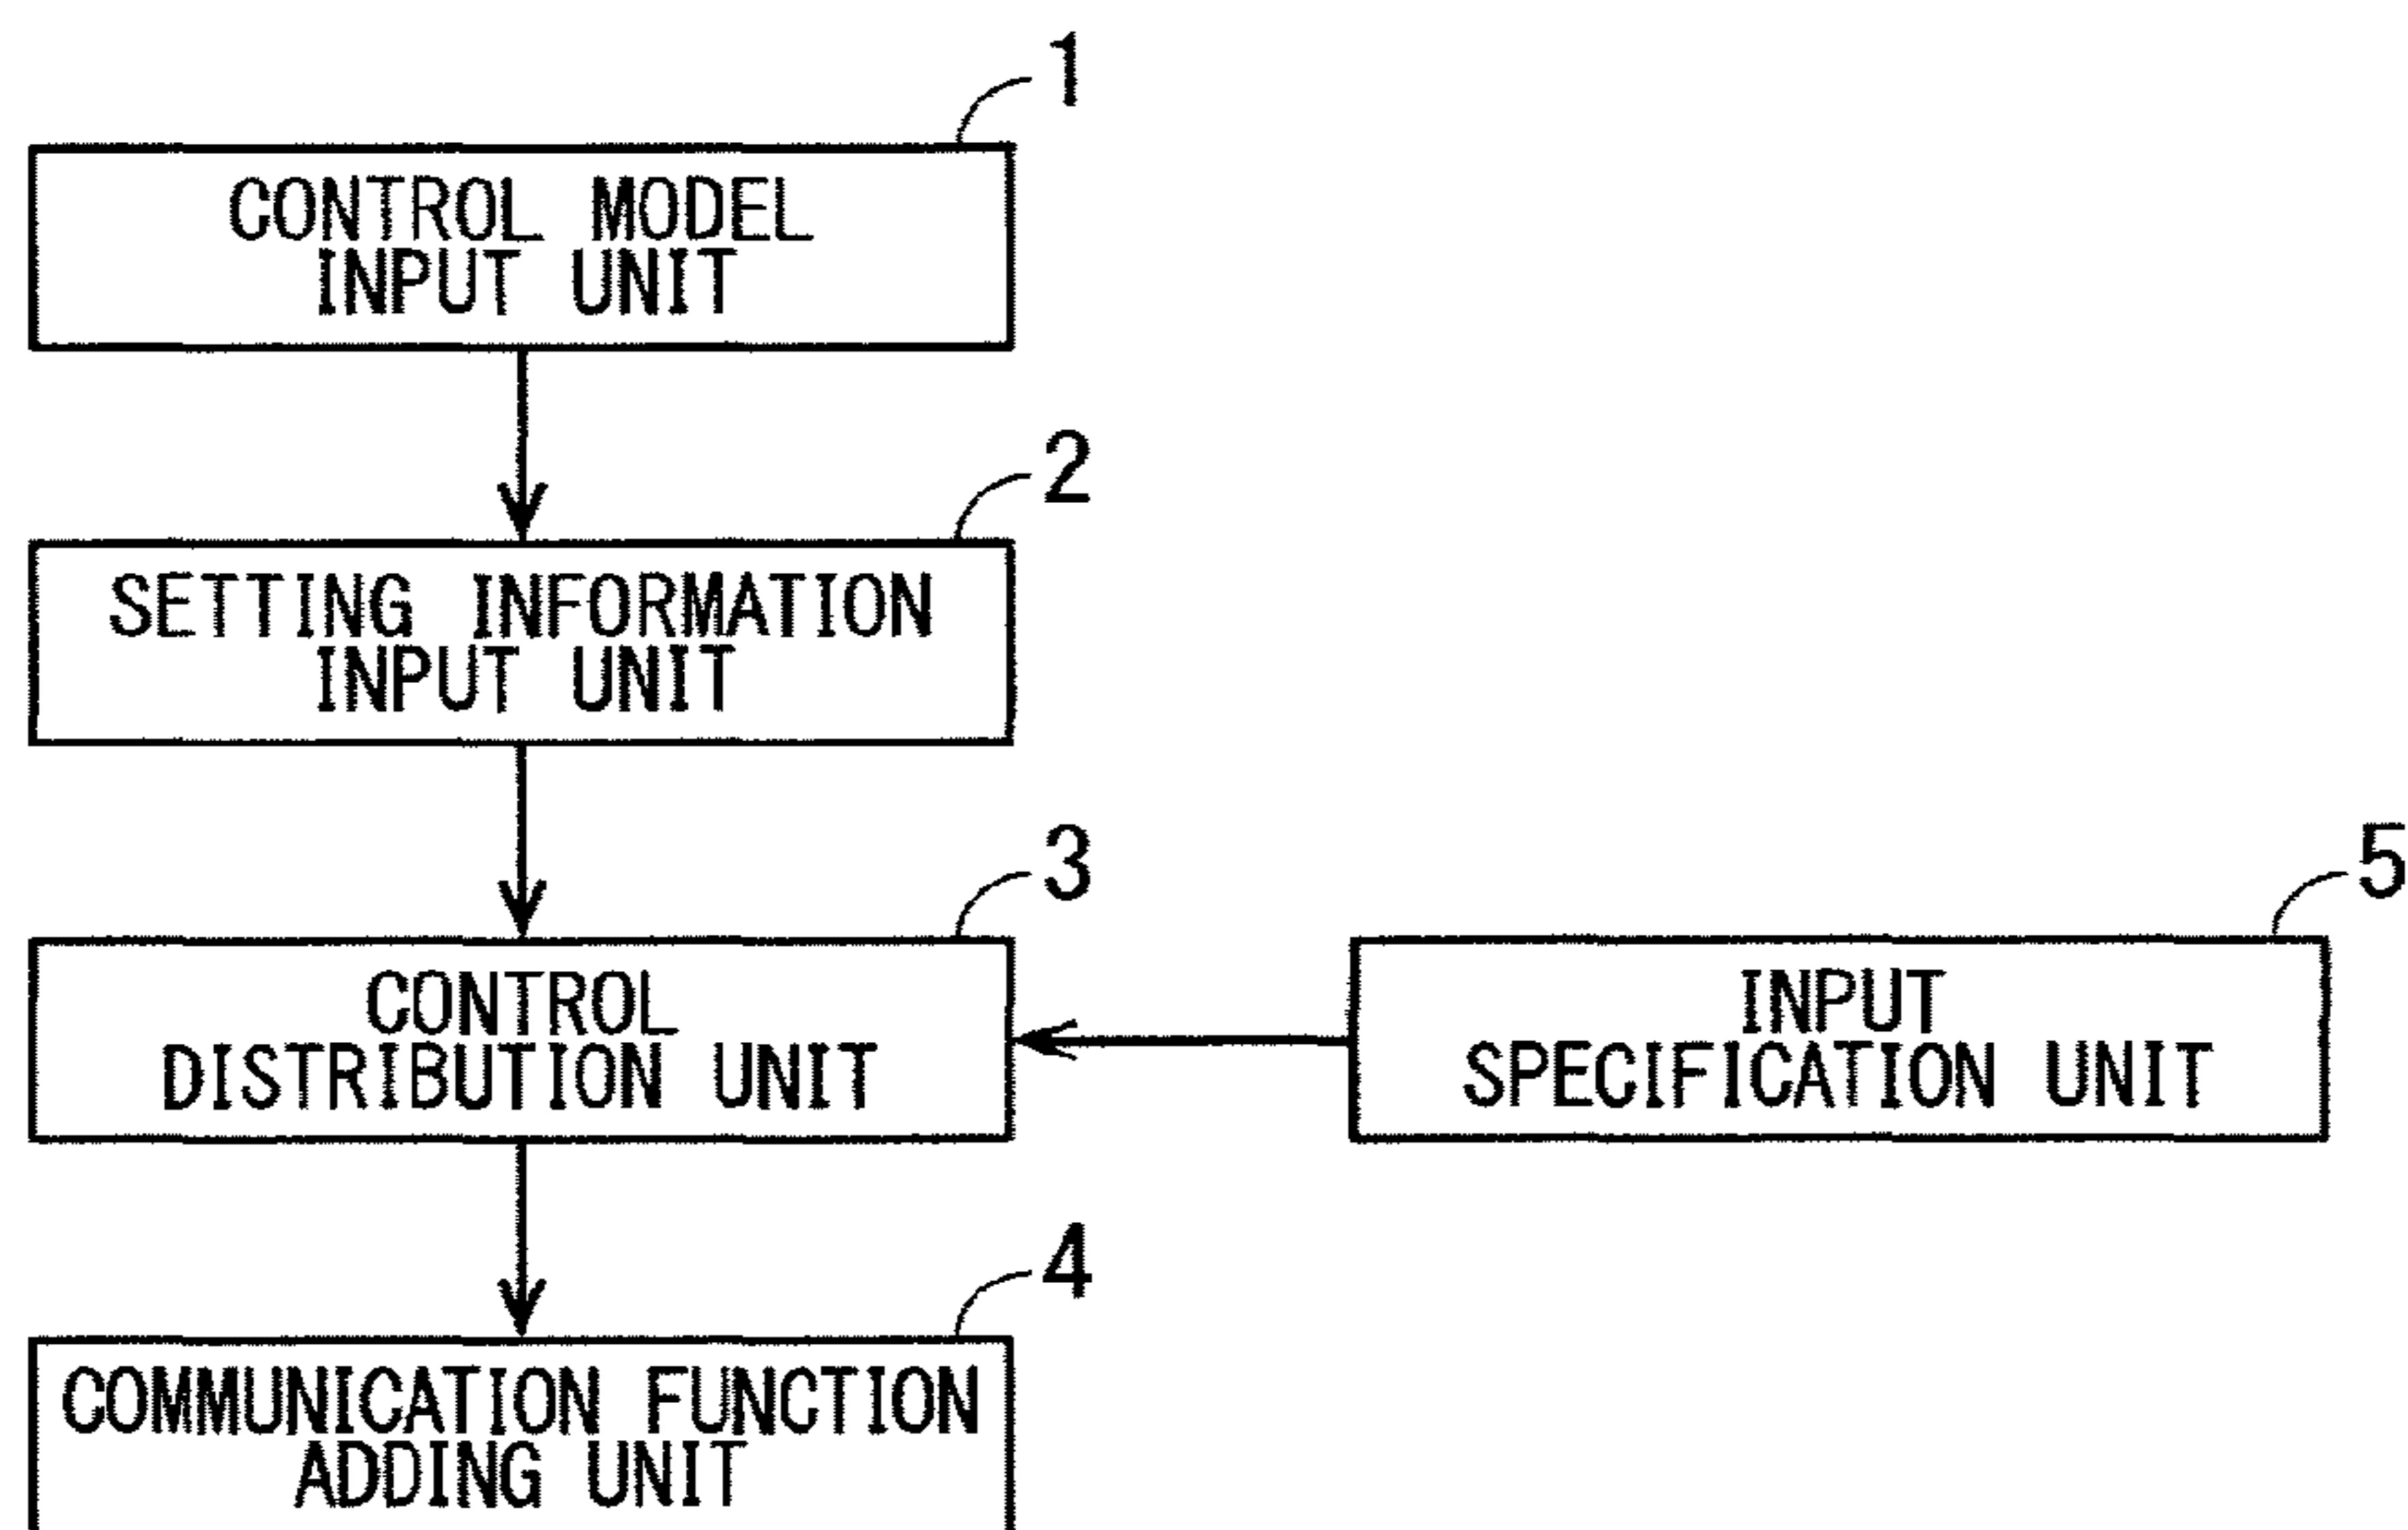 1
CONTROL MODEL
INPUT UNIT
2
SETTING INFORMATION
INPUT UNIT
3
CONTROL
DISTRIBUTION UNIT
5
INPUT
SPECIFICATION UNIT
4
COMMUNICATION FUNCTION
ADDING UNIT